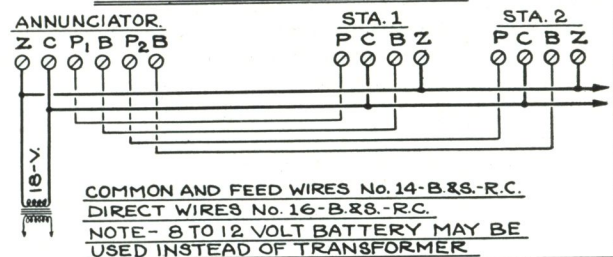 ANNUNCIATOR. STA. 1 STA. 2
Z C P1 B P2 B P C B Z P C B Z
18-V.
COMMON AND FEED WIRES No. 14-B.&S.-R.C.
DIRECT WIRES No. 16-B.&S.-R.C.
NOTE- 8 TO 12 VOLT BATTERY MAY BE
USED INSTEAD OF TRANSFORMER